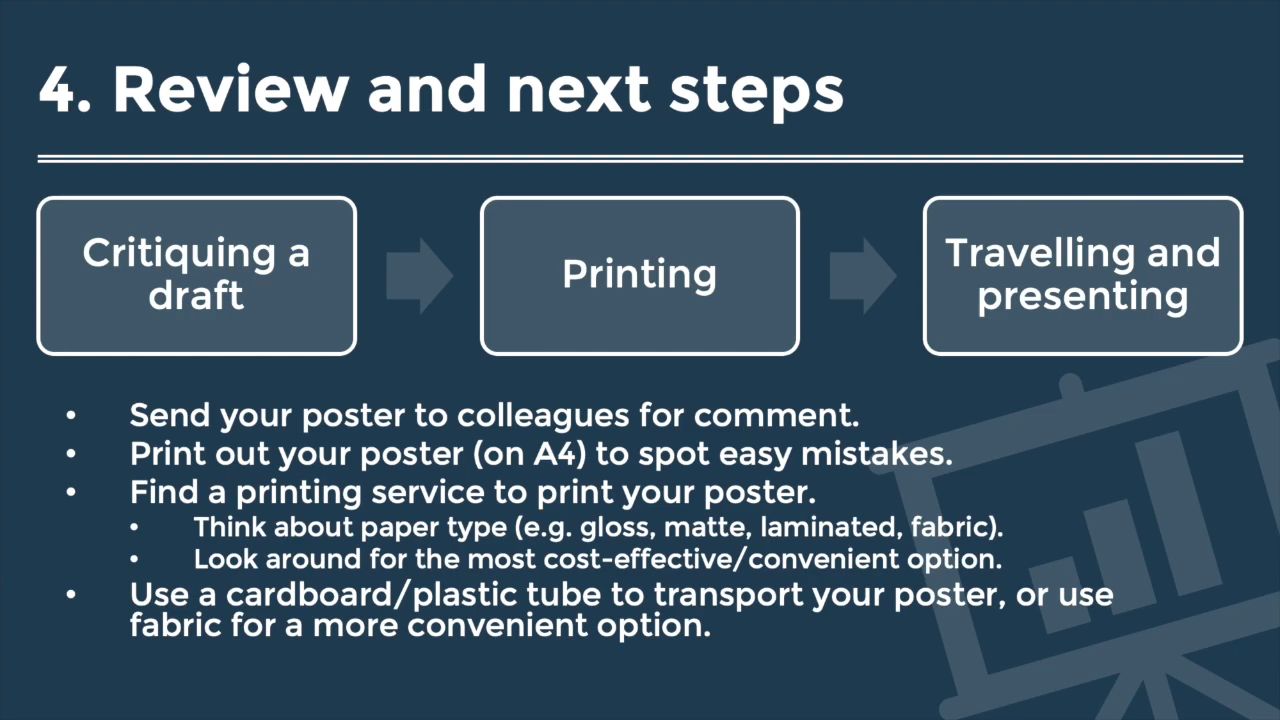 4. Review and next steps
Critiquing a
draft
Printing
Travelling and
presenting
• Send your poster to colleagues for comment.
• Print out your poster (on A4) to spot easy mistakes.
• Find a printing service to print your poster.
• Think about paper type (e.g. gloss, matte, laminated, fabric).
• Look around for the most cost-effective/convenient option.
• Use a cardboard/plastic tube to transport your poster, or use
fabric for a more convenient option.